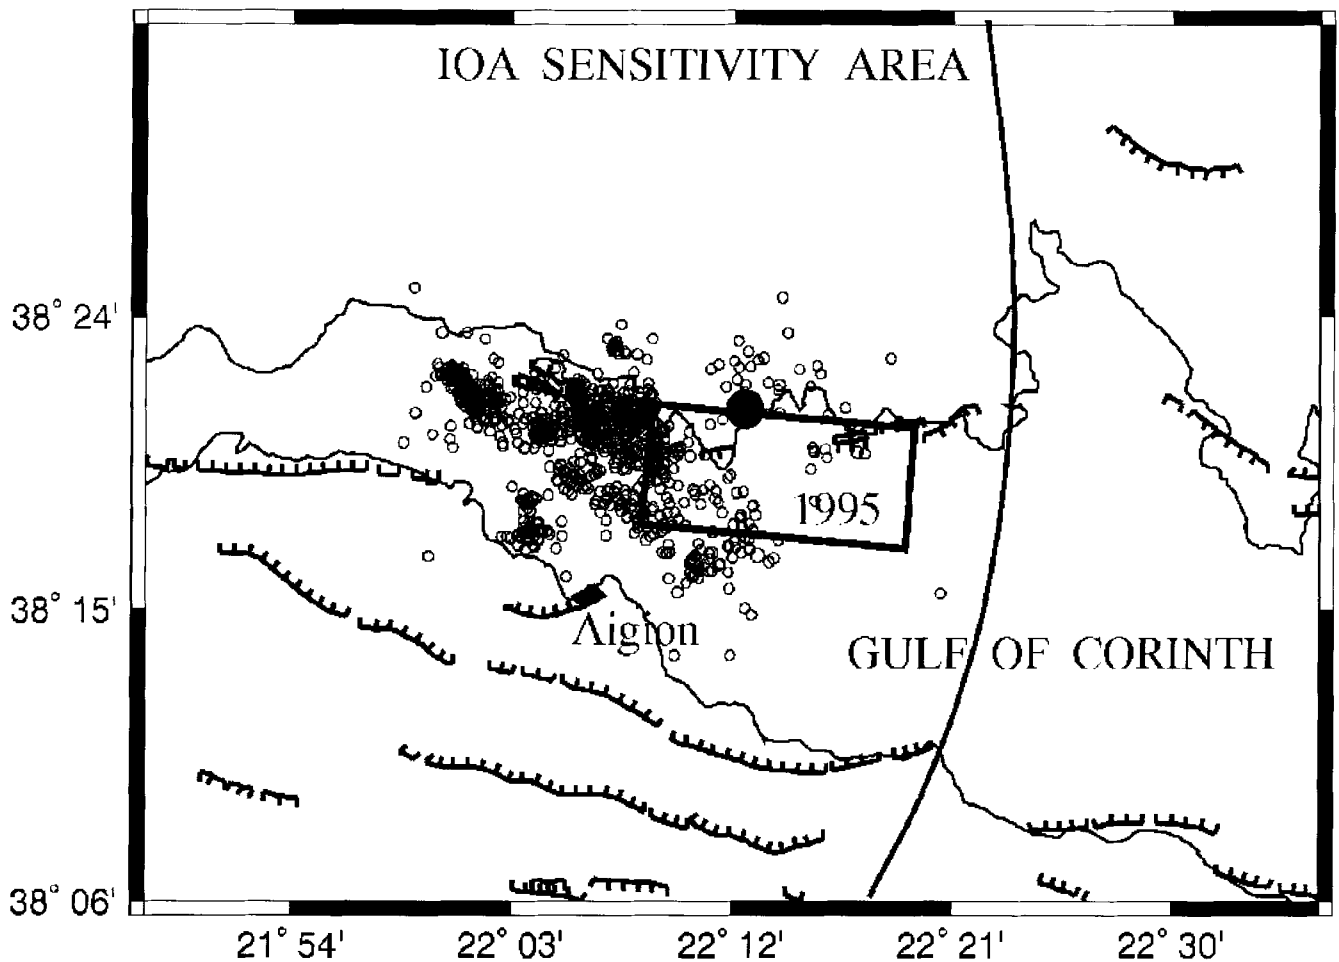 IOA SENSITIVITY AREA
38° 24'
1995
38° 15'
Aigion
GULF OF CORINTH
38° 06'
21° 54' 22° 03' 22° 12' 22° 21' 22° 30'